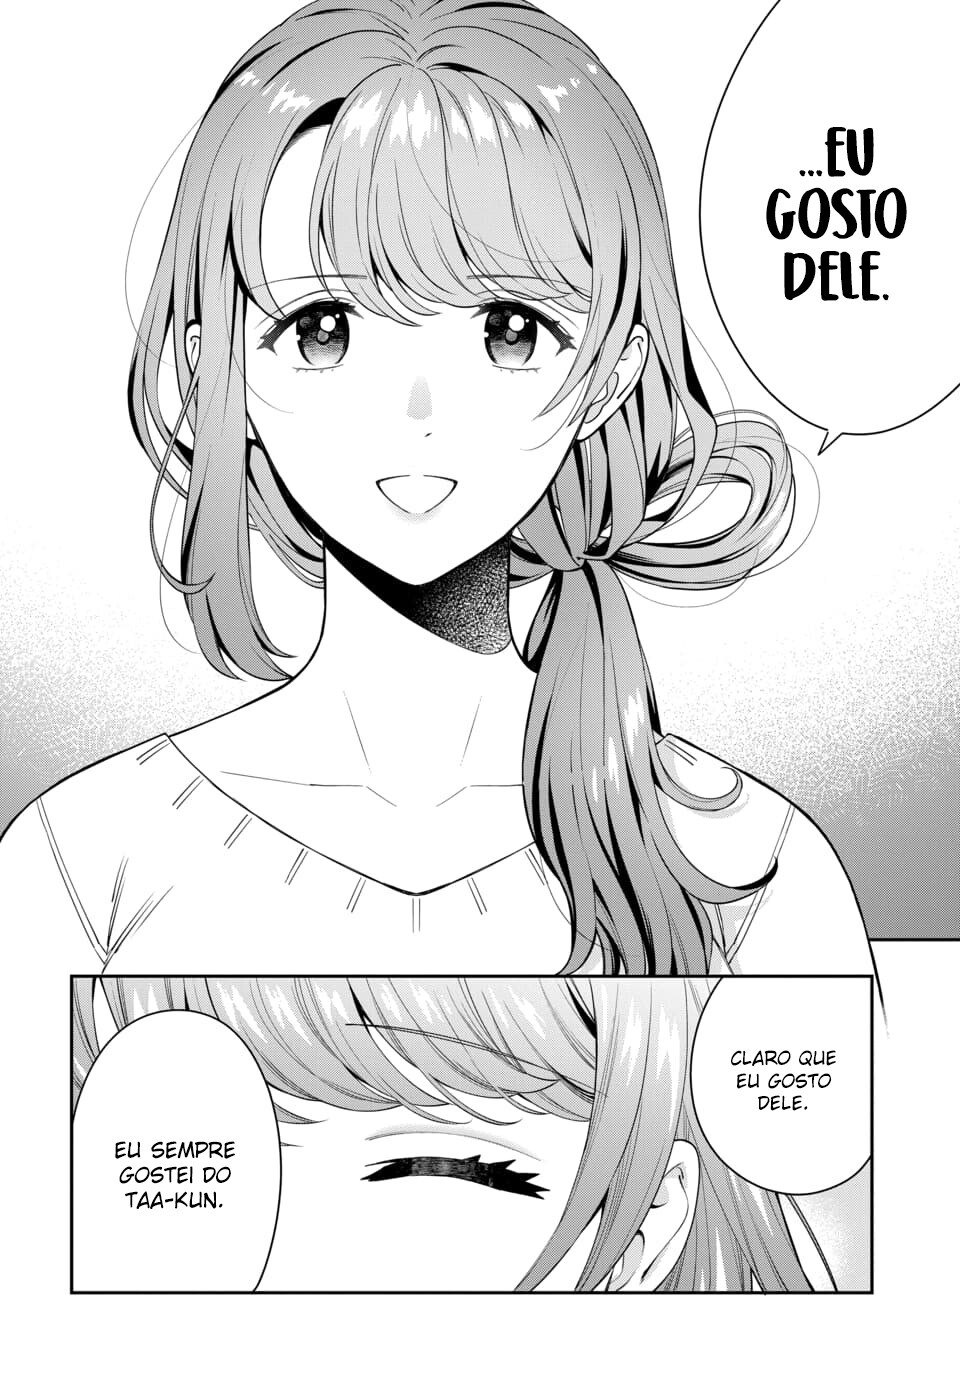 ...EU
GOSTO
DELE.
CLARO QUE
EU GOSTO
DELE.
EU SEMPRE
GOSTEI DO
TAA-KUN.